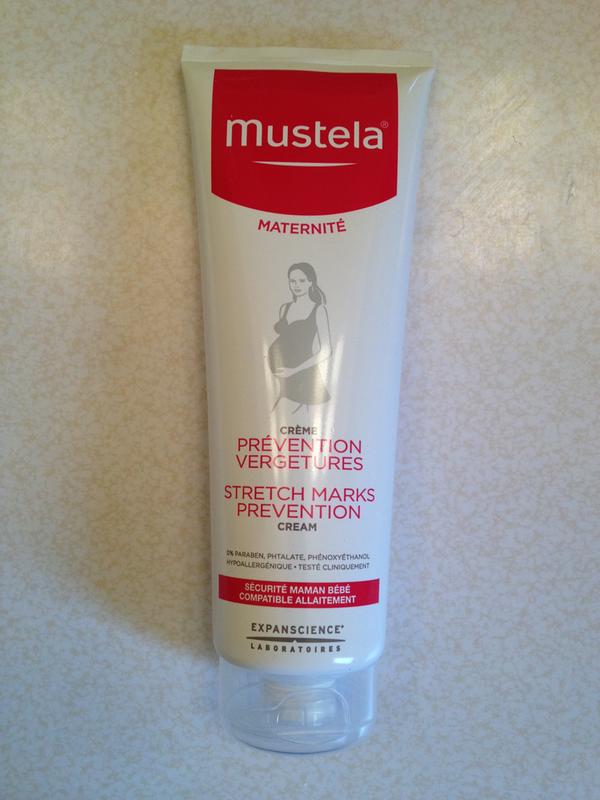 mustela®
MATERNITÉ
CRÈME
PRÉVENTION
VERGETURES
STRETCH MARKS
PREVENTION
CREAM
0% PARABEN, PHTALATE, PHÉNOXYÉTHANOL
HYPOALLERGÉNIQUE • TESTÉ CLINIQUEMENT
SÉCURITÉ MAMAN BÉBÉ
COMPATIBLE ALLAITEMENT
EXPANSCIENCE
LABORATOIRES